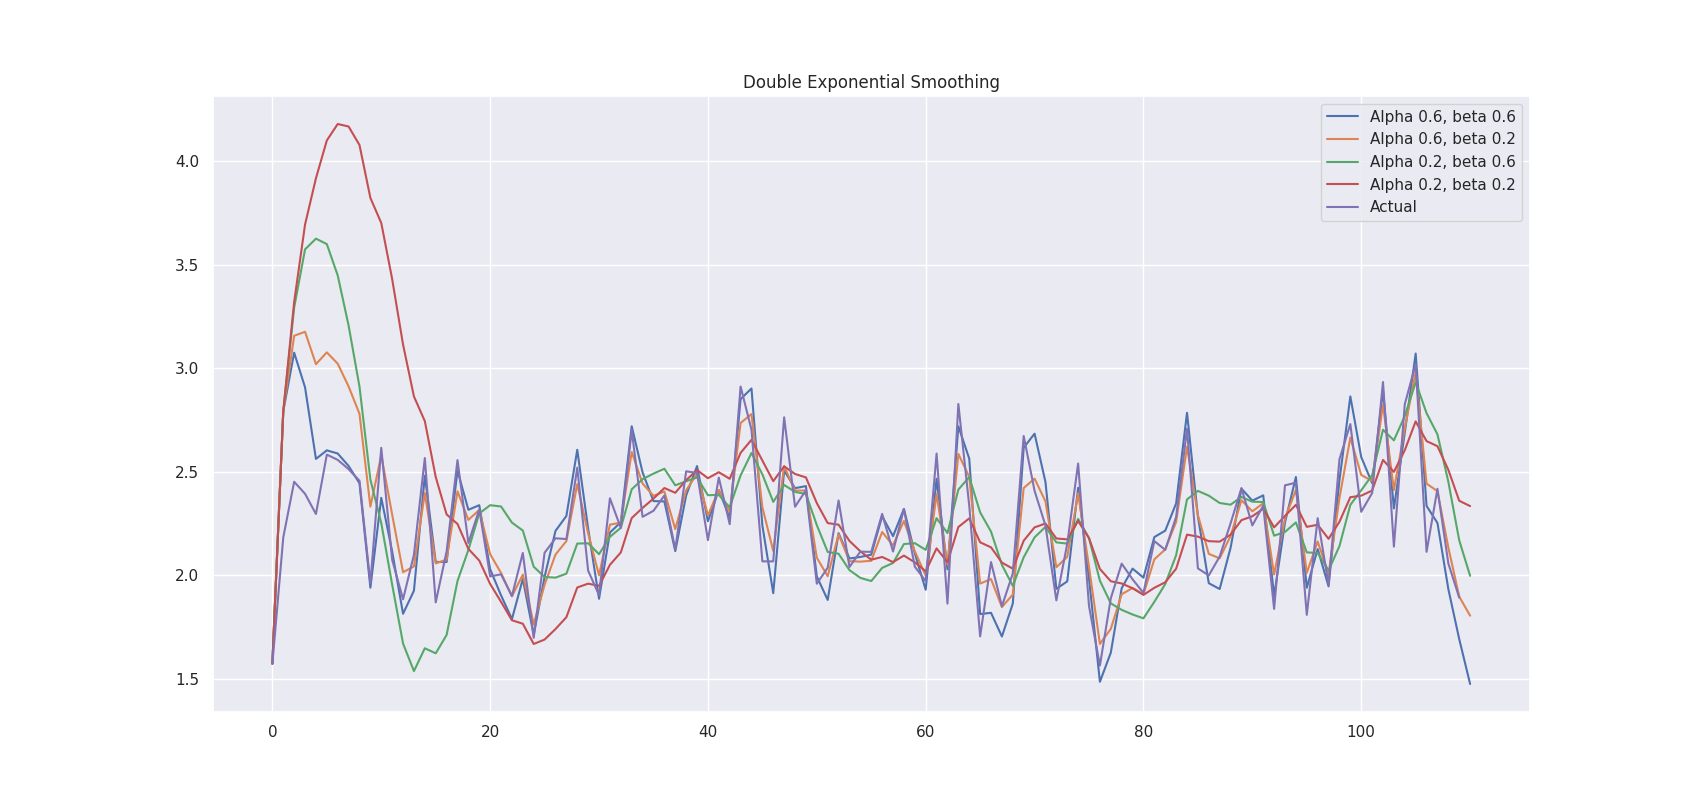 Double Exponential Smoothing
Alpha 0.6, beta 0.6
Alpha 0.6, beta 0.2
Alpha 0.2, beta 0.6
Alpha 0.2, beta 0.2
Actual
4.0
3.5
3.0
2.5
2.0
1.5
0 20 40 60 80 100